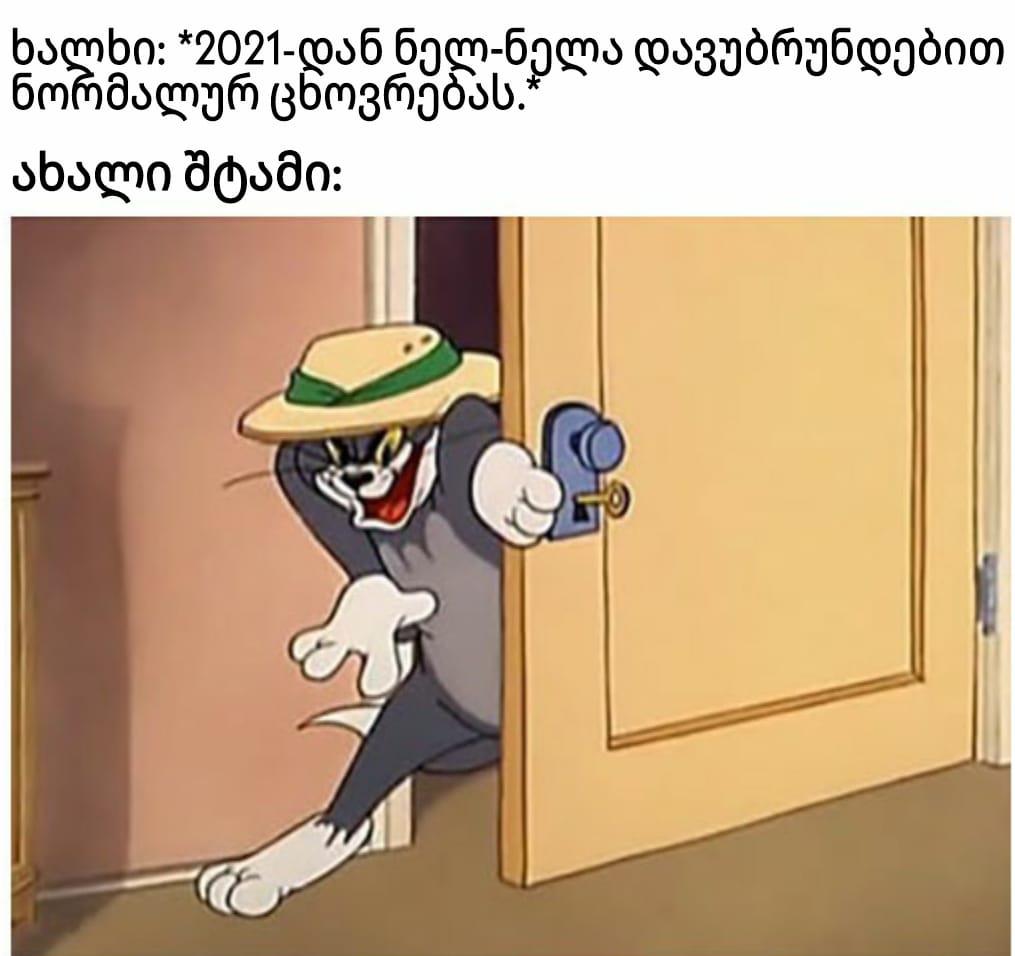 ხალხი: *2021-დან ნელ-ნელა დავუბრუნდებით
ნორმალურ ცხოვრებას.*
ახალი შტამი: